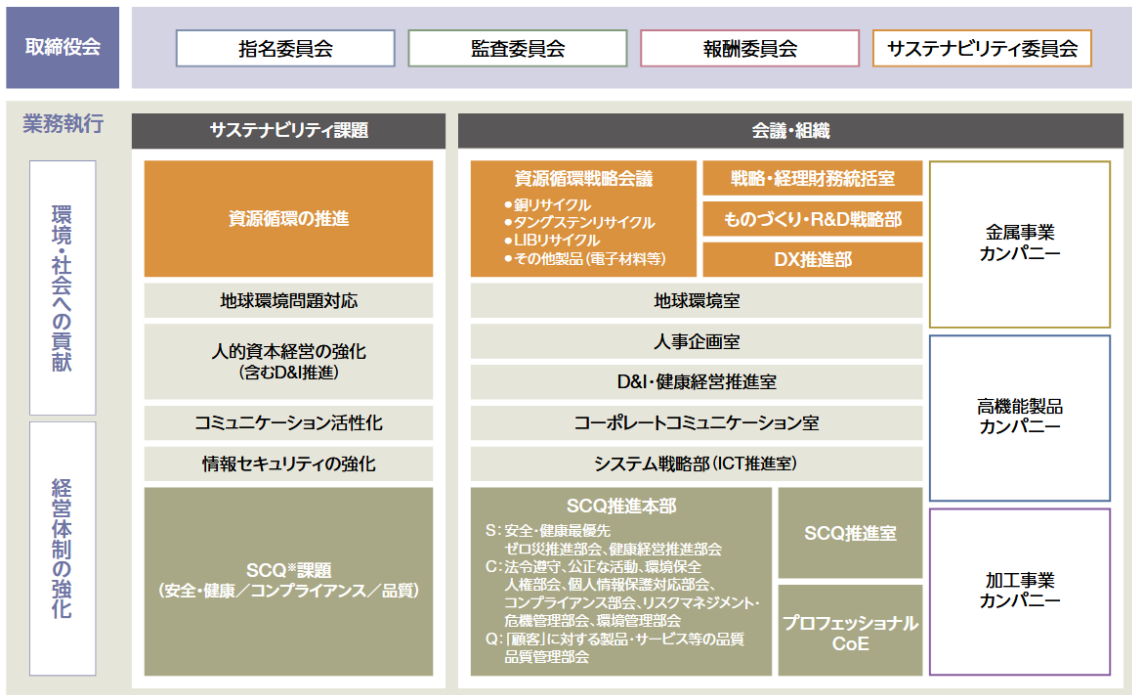 取締役会
指名委員会
監査委員会
報酬委員会
サステナビリティ委員会
業務執行
環境・社会への貢献
経営体制の強化
サステナビリティ課題
資源循環の推進
地球環境問題対応
人的資本経営の強化
(含むD&I推進)
コミュニケーション活性化
情報セキュリティの強化
SCQ※課題
(安全・健康/コンプライアンス/品質)
会議・組織
資源循環戦略会議
●銅リサイクル
●タングステンリサイクル
●LIBリサイクル
●その他製品(電子材料等)
戦略・経理財務統括室
ものづくり・R&D戦略部
DX推進部
地球環境室
人事企画室
D&I・健康経営推進室
コーポレートコミュニケーション室
システム戦略部(ICT推進室)
SCQ推進本部
S:安全・健康最優先
ゼロ災推進部会、健康経営推進部会
C:法令遵守、公正な活動、環境保全
人権部会、個人情報保護対応部会、
コンプライアンス部会、リスクマネジメント・
危機管理部会、環境管理部会
Q:「顧客」に対する製品・サービス等の品質
品質管理部会
SCQ推進室
プロフェッショナル
CoE
金属事業
カンパニー
高機能製品
カンパニー
加工事業
カンパニー